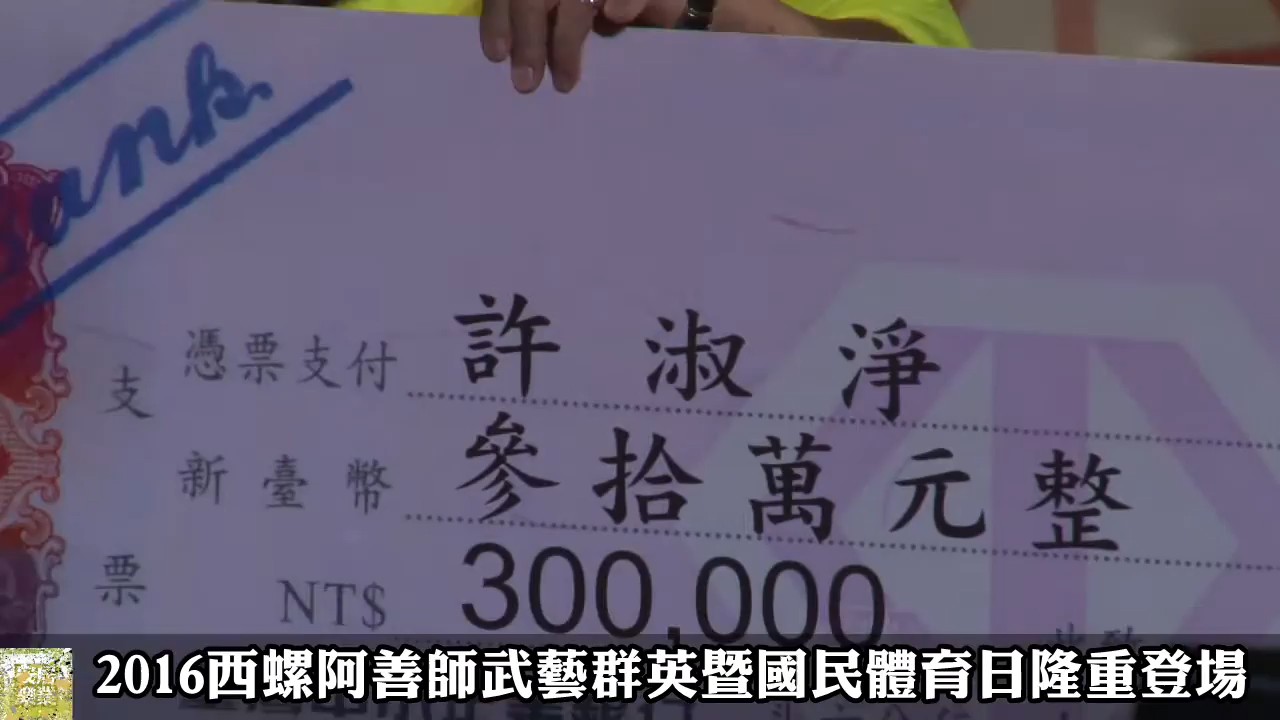 ank.
憑票支付 許淑淨
支
新臺幣 參拾萬元整
票
NT$ 300,000
2016西螺阿善師武藝群英暨國民體育日隆重登場